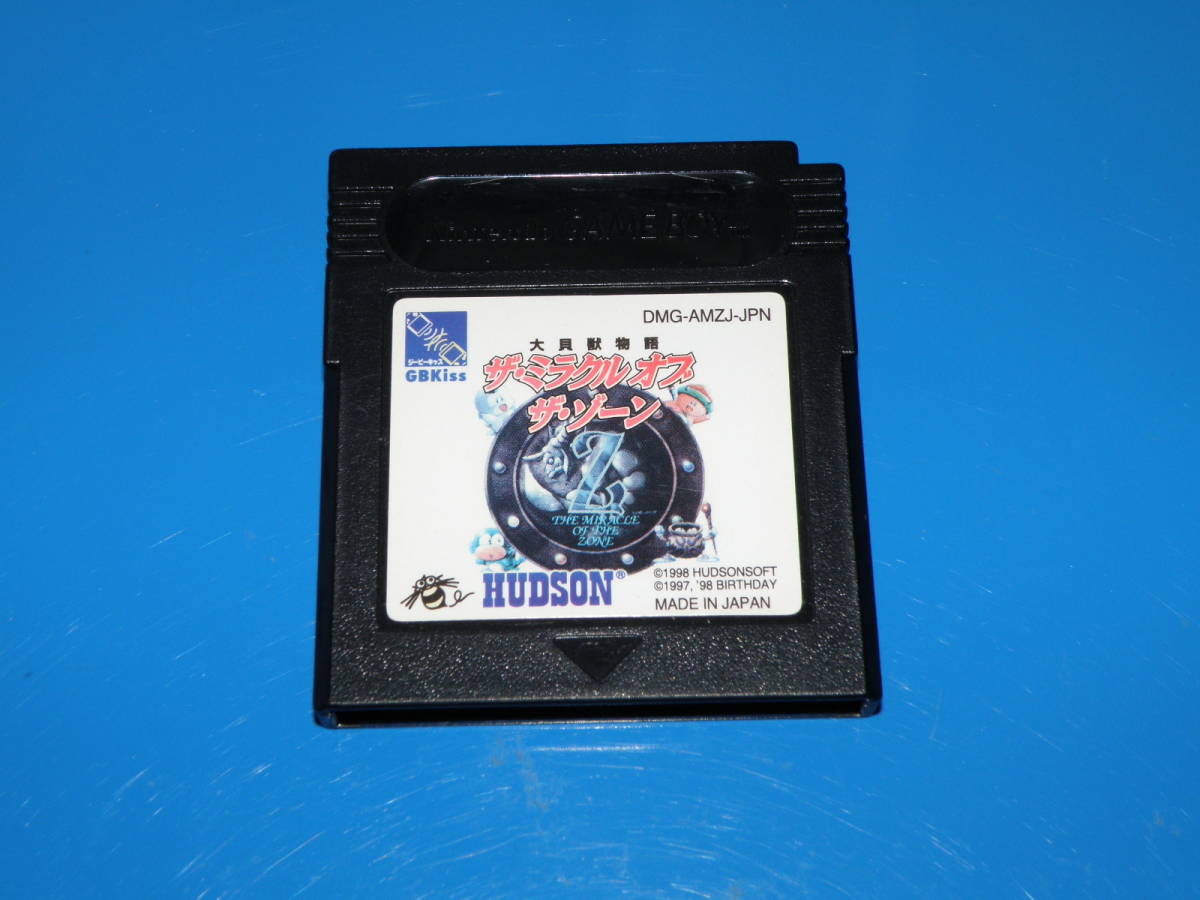 Nintendo GAME BOY
DMG-AMZJ-JPN
ジーピーキッス
GBKiss
大貝獣物語
ザ・ミラクル オブ
ザ・ゾーン
Z
THE MIRACLE
OF THE
ZONE
HUDSON®
©1998 HUDSONSOFT
©1997, '98 BIRTHDAY
MADE IN JAPAN